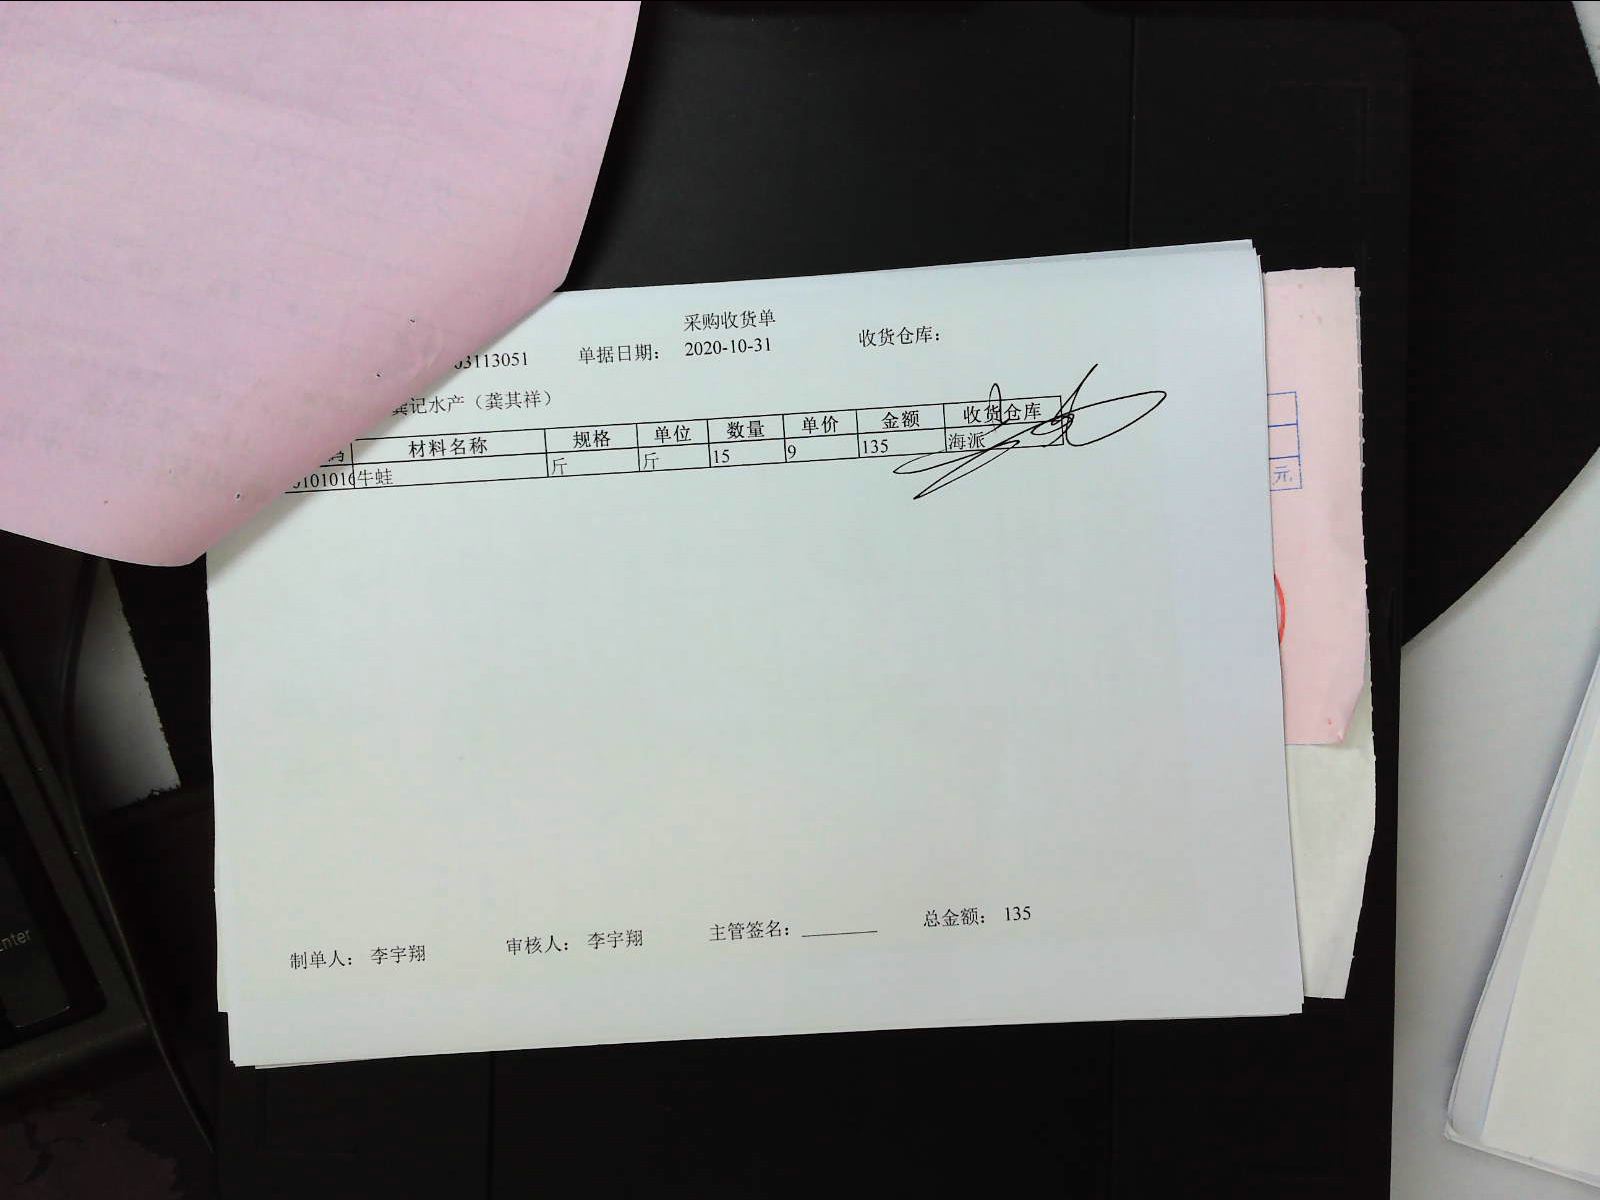 采购收货单
03113051 单据日期: 2020-10-31 收货仓库:
龚记水产（龚其祥）
码 材料名称 规格 单位 数量 单价 金额 收货仓库
0101010 牛蛙 斤 斤 15 9 135 海派
元
制单人: 李宇翔 审核人: 李宇翔 主管签名: 总金额: 135
Enter